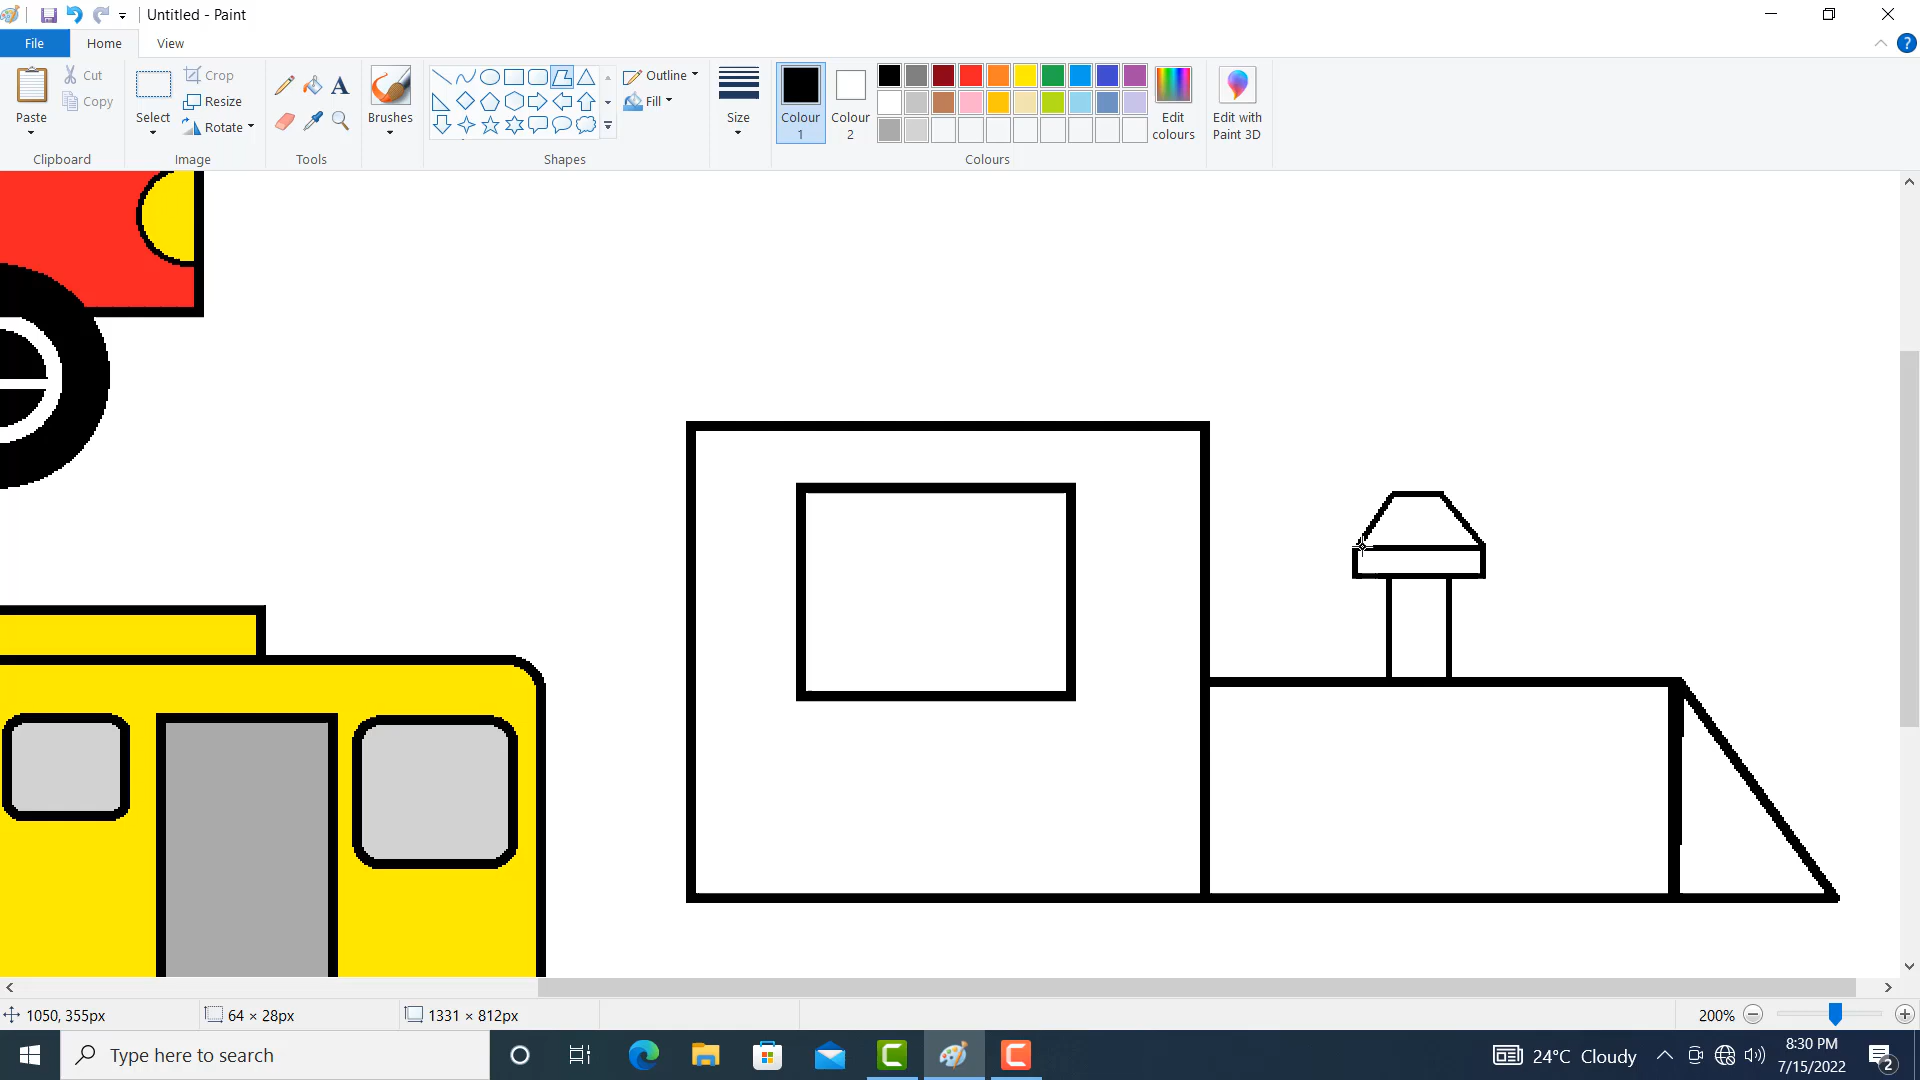 Untitled - Paint
File
Home
View
Paste
Cut
Copy
Clipboard
Select
Crop
Resize
Rotate
Image
Tools
Brushes
Shapes
Outline
Fill
Size
Colour 1
Colour 2
Edit colours
Colours
Edit with Paint 3D
1050, 355px
64 × 28px
1331 × 812px
200%
Type here to search
24°C Cloudy
8:30 PM
7/15/2022
2